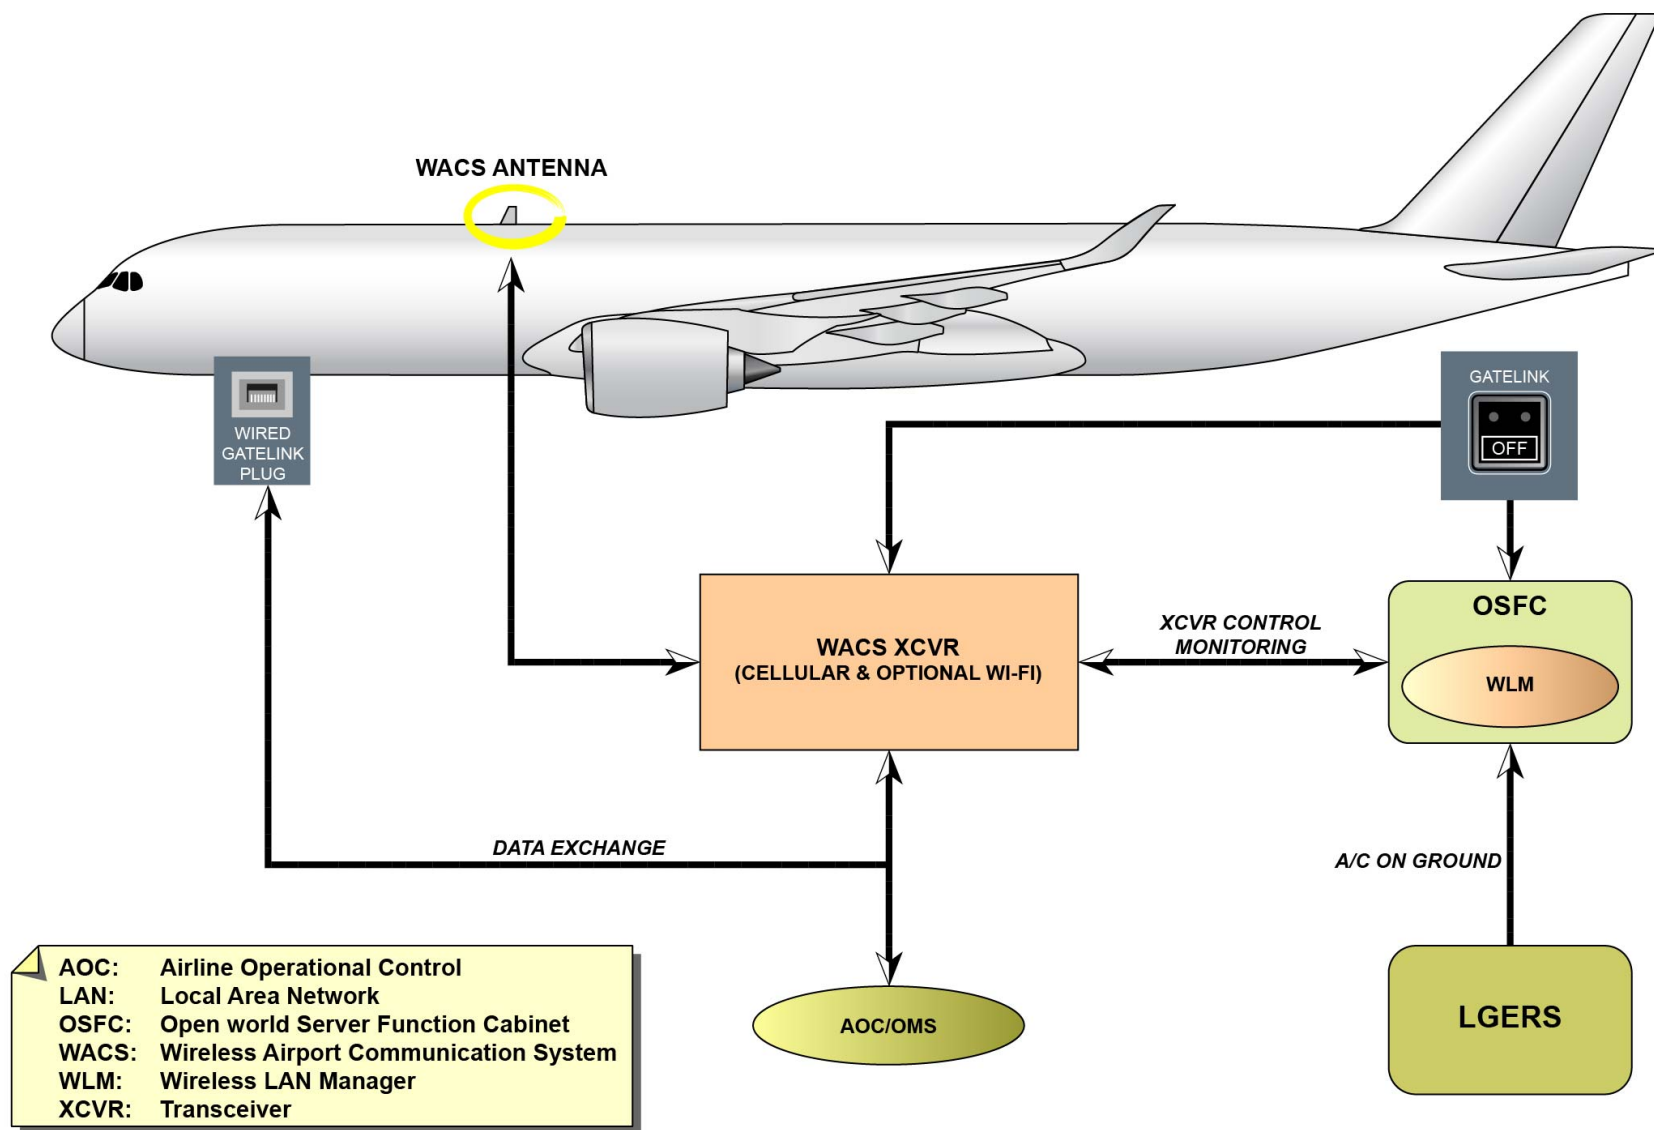 WACS ANTENNA
WIRED
GATELINK
PLUG
GATELINK
OFF
WACS XCVR
(CELLULAR & OPTIONAL WI-FI)
XCVR CONTROL
MONITORING
OSFC
WLM
DATA EXCHANGE
A/C ON GROUND
AOC/OMS
LGERS
AOC: Airline Operational Control
LAN: Local Area Network
OSFC: Open world Server Function Cabinet
WACS: Wireless Airport Communication System
WLM: Wireless LAN Manager
XCVR: Transceiver